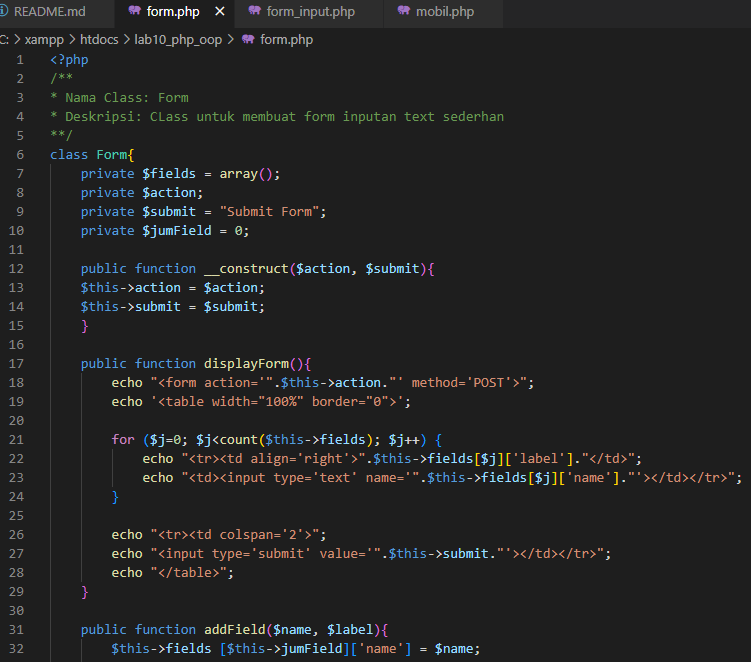 README.md form.php × form_input.php mobil.php
C: > xampp > htdocs > lab10_php_oop > form.php
1 <?php
2 /**
3 * Nama Class: Form
4 * Deskripsi: CLass untuk membuat form inputan text sederhan
5 **/
6 class Form{
7 private $fields = array();
8 private $action;
9 private $submit = "Submit Form";
10 private $jumField = 0;
11
12 public function __construct($action, $submit){
13 $this->action = $action;
14 $this->submit = $submit;
15 }
16
17 public function displayForm(){
18 echo "<form action='".$this->action."' method='POST'>";
19 echo '<table width="100%" border="0">';
20
21 for ($j=0; $j<count($this->fields); $j++) {
22 echo "<tr><td align='right'>".$this->fields[$j]['label']."</td>";
23 echo "<td><input type='text' name='".$this->fields[$j]['name']."'></td></tr>";
24 }
25
26 echo "<tr><td colspan='2'>";
27 echo "<input type='submit' value='".$this->submit."'></td></tr>";
28 echo "</table>";
29 }
30
31 public function addField($name, $label){
32 $this->fields [$this->jumField]['name'] = $name;